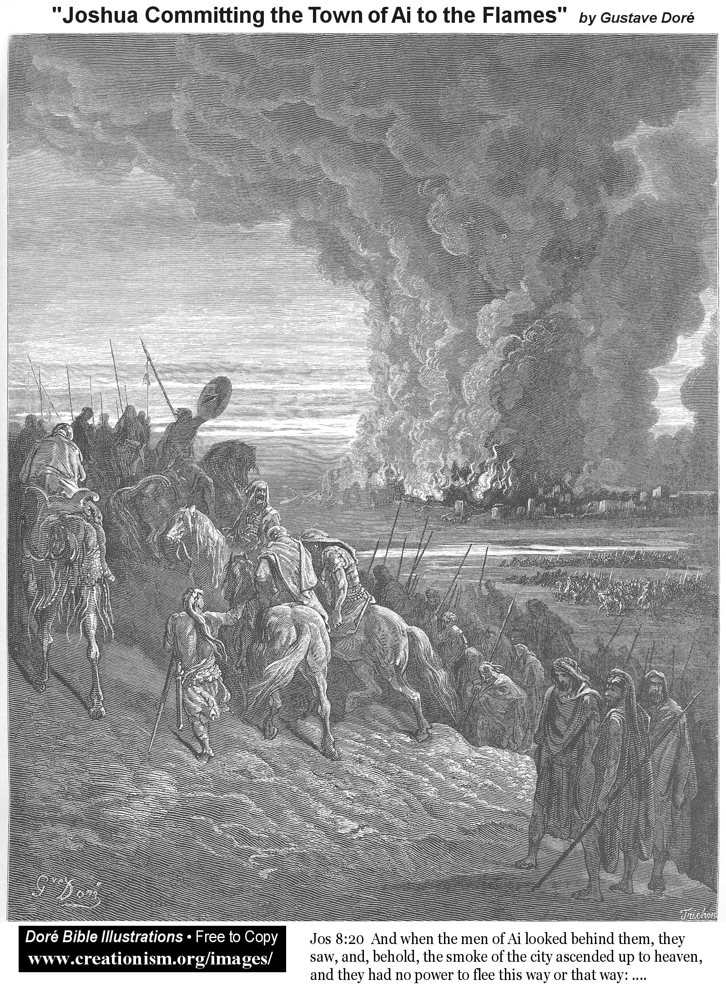 "Joshua Committing the Town of Ai to the Flames" by Gustave Doré
Gve Doré
Trichon
Doré Bible Illustrations • Free to Copy
www.creationism.org/images/
Jos 8:20 And when the men of Ai looked behind them, they
saw, and, behold, the smoke of the city ascended up to heaven,
and they had no power to flee this way or that way: ....